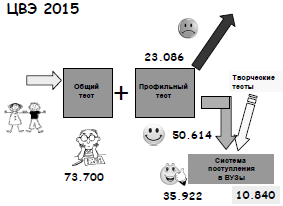 ЦВЭ 2015
23.086
Творческие
тесты
Общий
тест
+
Профильный
тест
50.614
73.700
Система
поступления
в ВУЗы
35.922
10.840